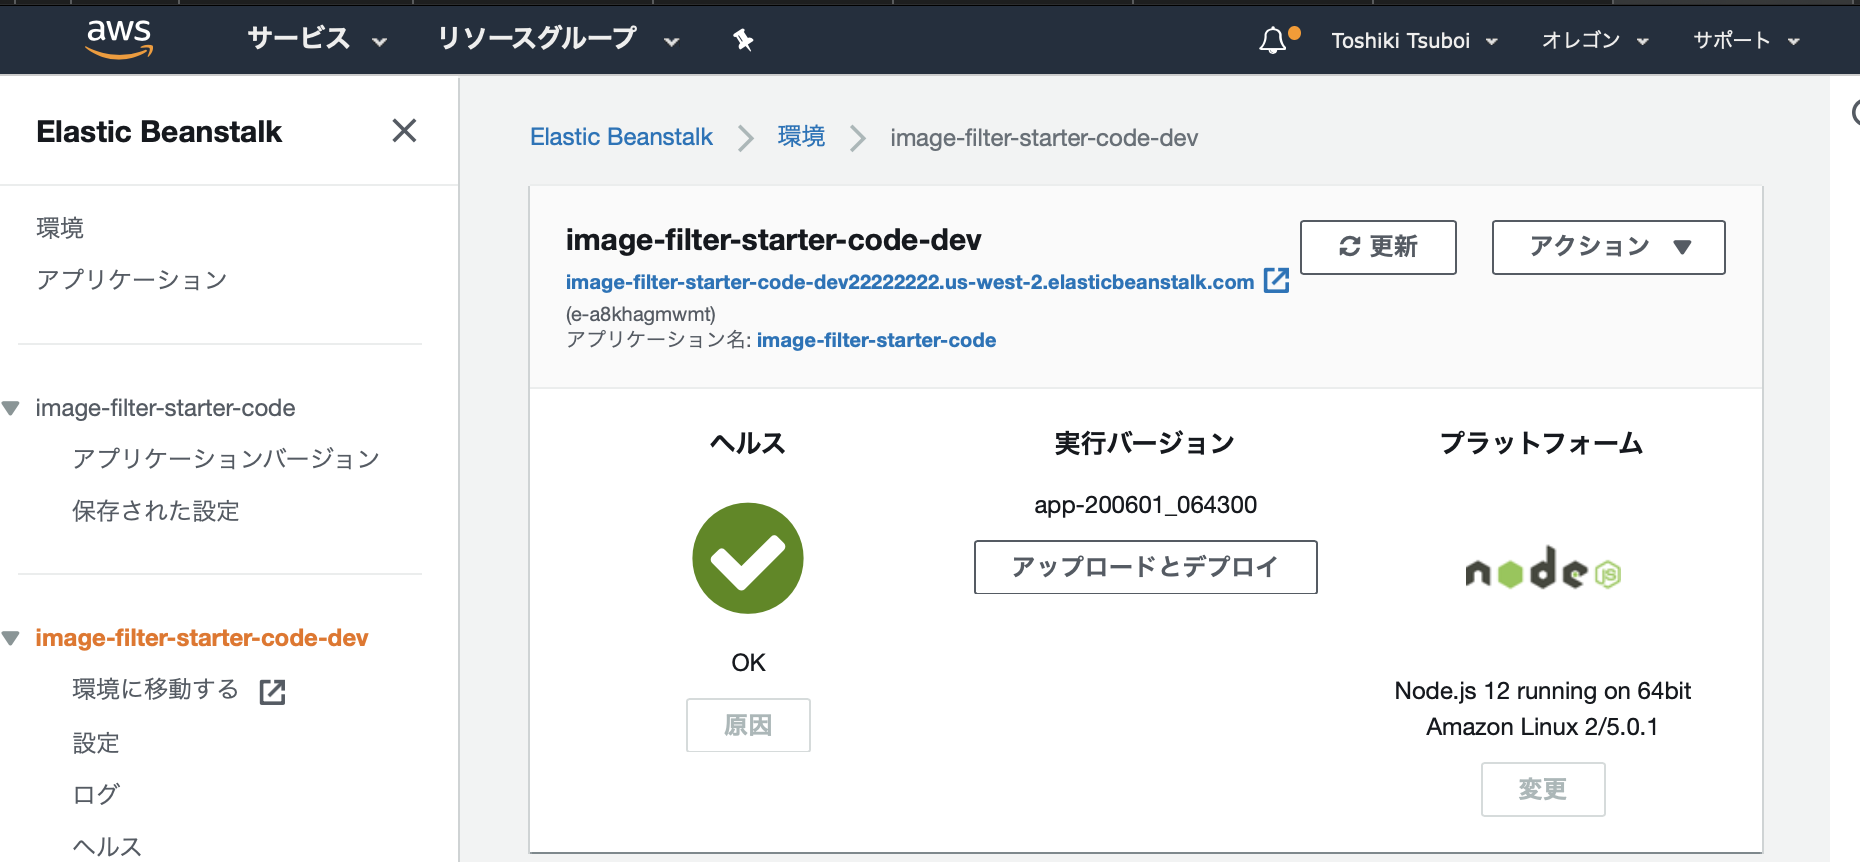 aws サービス リソースグループ Toshiki Tsuboi オレゴン サポート
Elastic Beanstalk
環境
アプリケーション
image-filter-starter-code
アプリケーションバージョン
保存された設定
image-filter-starter-code-dev
環境に移動する
設定
ログ
ヘルス
Elastic Beanstalk 環境 image-filter-starter-code-dev
image-filter-starter-code-dev
更新 アクション
image-filter-starter-code-dev22222222.us-west-2.elasticbeanstalk.com
(e-a8khagmwmt)
アプリケーション名: image-filter-starter-code
ヘルス
OK
原因
実行バージョン
app-200601_064300
アップロードとデプロイ
プラットフォーム
node JS
Node.js 12 running on 64bit
Amazon Linux 2/5.0.1
変更